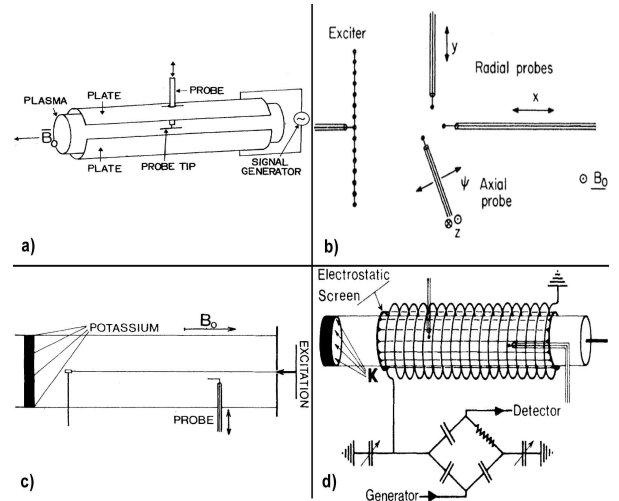 PROBE
PLATE
PLASMA
B₀
PROBE TIP
PLATE
SIGNAL
GENERATOR
a)
Exciter
y
Radial probes
x
ψ
Axial
probe
z
B₀
b)
POTASSIUM
B₀
EXCITATION
PROBE
c)
Electrostatic
Screen
K
Detector
Generator
d)